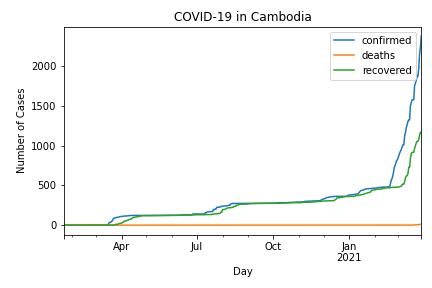 COVID-19 in Cambodia
confirmed
deaths
recovered
Number of Cases
2000
1500
1000
500
0
Apr
Jul
Oct
Jan
2021
Day